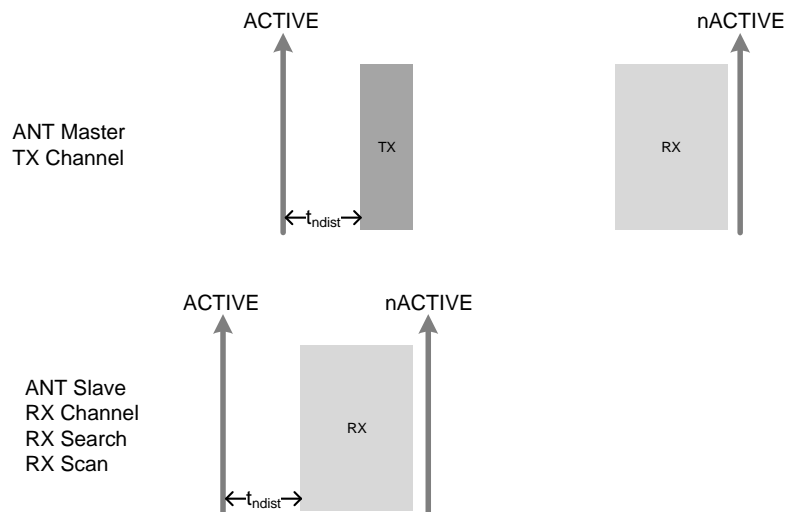 ACTIVE
nACTIVE
ANT Master
TX Channel
TX
RX
tndist
ACTIVE
nACTIVE
ANT Slave
RX Channel
RX Search
RX Scan
RX
tndist